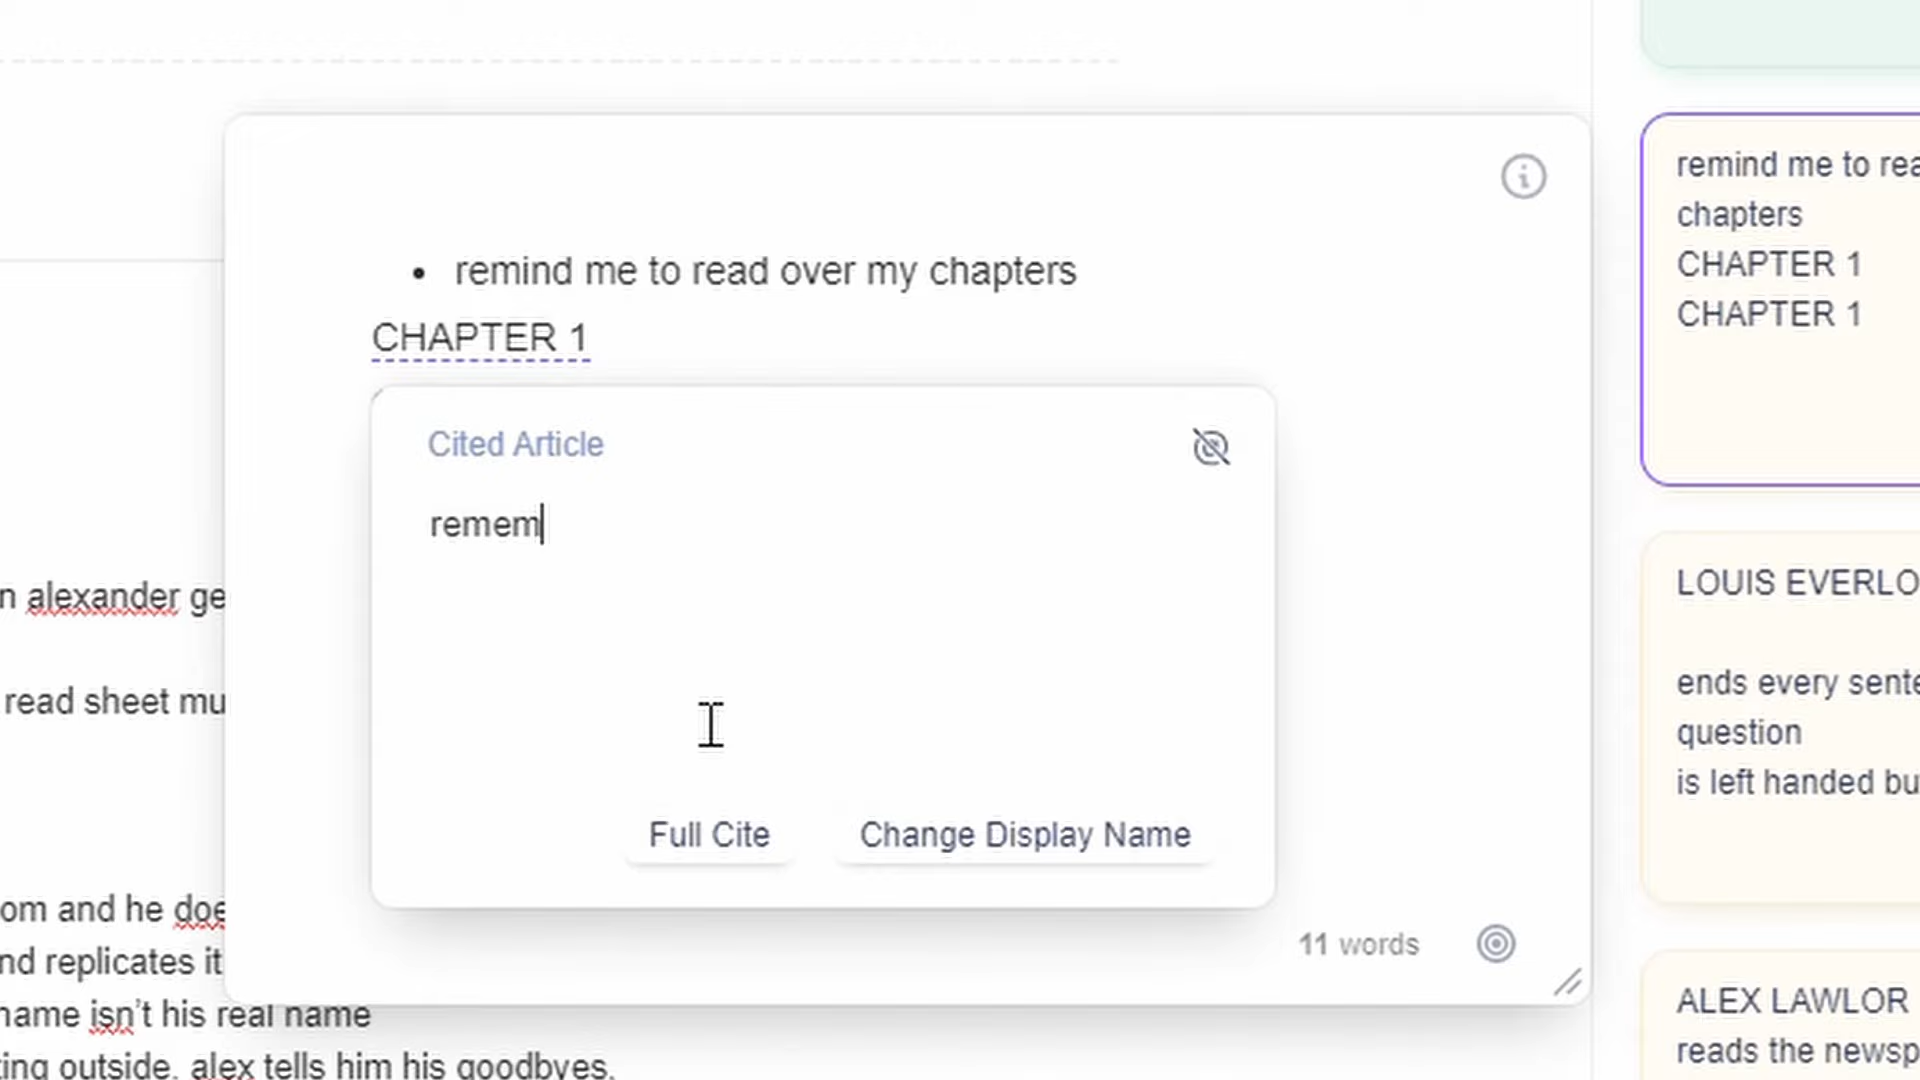 remind me to read over my chapters
CHAPTER 1
Cited Article
remem
Full Cite
Change Display Name
11 words
n alexander ge
read sheet mu
om and he doe
nd replicates it
name isn't his real name
ting outside. alex tells him his goodbyes.
remind me to rea
chapters
CHAPTER 1
CHAPTER 1
LOUIS EVERLO
ends every sente
question
is left handed bu
ALEX LAWLOR
reads the newsp